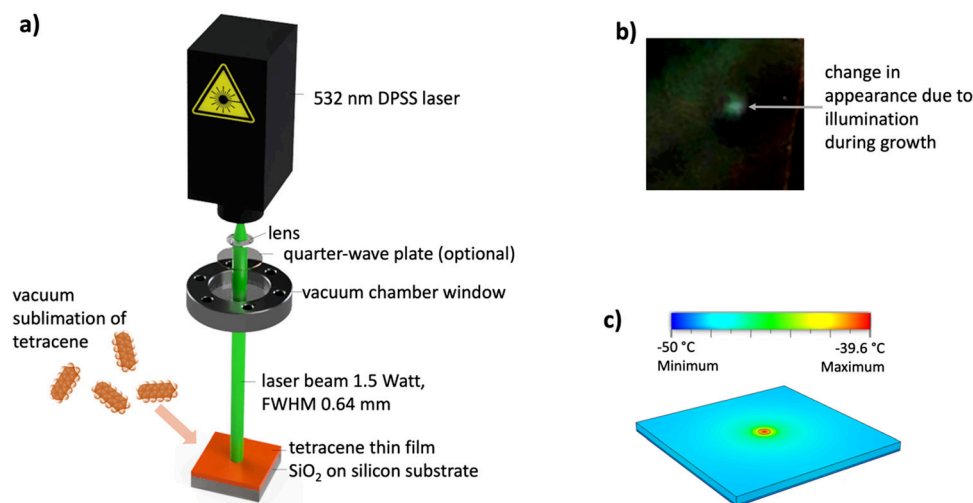 a)
532 nm DPSS laser
lens
quarter-wave plate (optional)
vacuum chamber window
vacuum
sublimation of
tetracene
laser beam 1.5 Watt,
FWHM 0.64 mm
tetracene thin film
SiO₂ on silicon substrate
b)
change in
appearance due to
illumination
during growth
c)
-50 °C
Minimum
-39.6 °C
Maximum